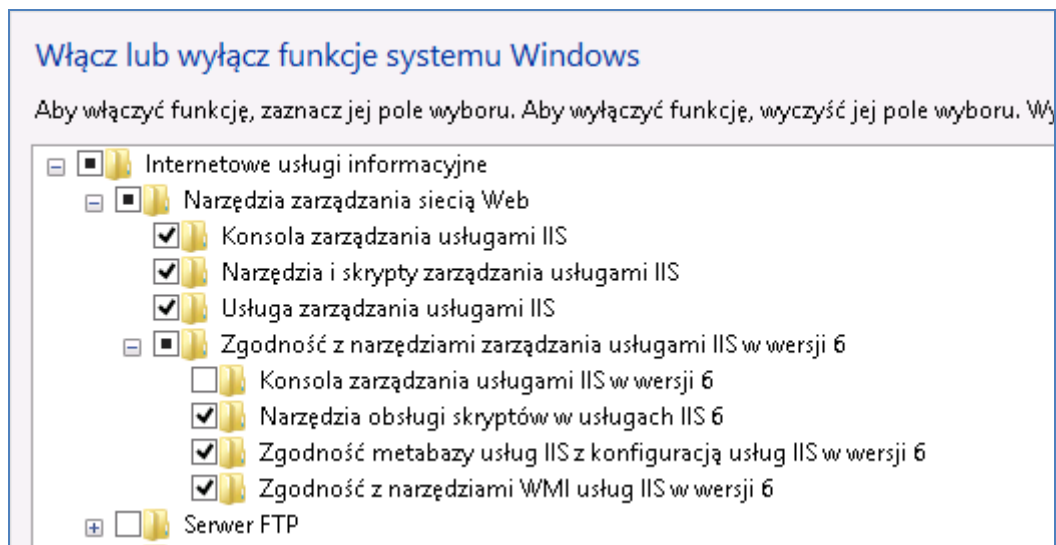 Włącz lub wyłącz funkcje systemu Windows
Aby włączyć funkcję, zaznacz jej pole wyboru. Aby wyłączyć funkcję, wyczyść jej pole wyboru.
Internetowe usługi informacyjne
Narzędzia zarządzania siecią Web
Konsola zarządzania usługami IIS
Narzędzia i skrypty zarządzania usługami IIS
Usługa zarządzania usługami IIS
Zgodność z narzędziami zarządzania usługami IIS w wersji 6
Konsola zarządzania usługami IIS w wersji 6
Narzędzia obsługi skryptów w usługach IIS 6
Zgodność metabazy usług IIS z konfiguracją usług IIS w wersji 6
Zgodność z narzędziami WMI usług IIS w wersji 6
Serwer FTP